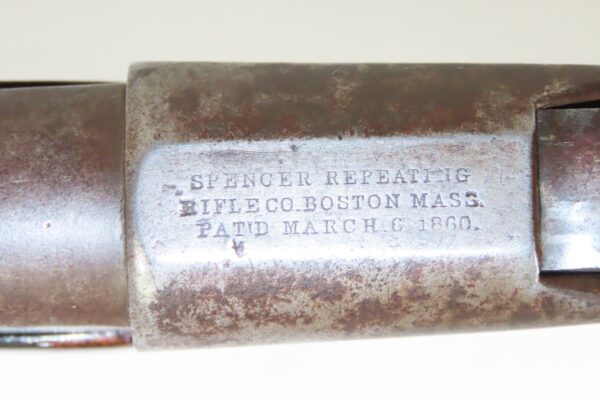 SPENCER REPEATING
RIFLE CO. BOSTON MASS.
PAT'D MARCH 6 1860.